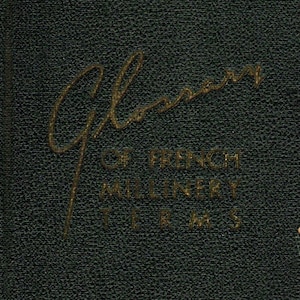 Glossary
OF FRENCH
MILLINERY
TERMS